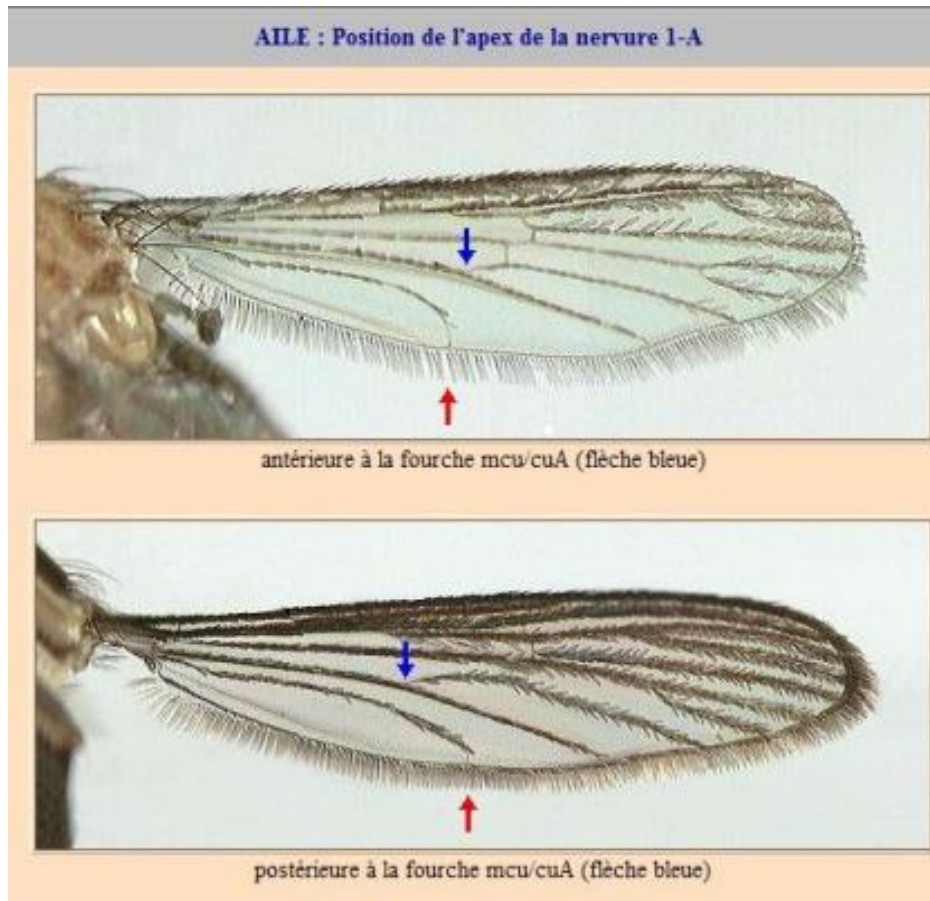 AILE : Position de l'apex de la nervure 1-A
antérieure à la fourche mcu/cuA (flèche bleue)
postérieure à la fourche mcu/cuA (flèche bleue)